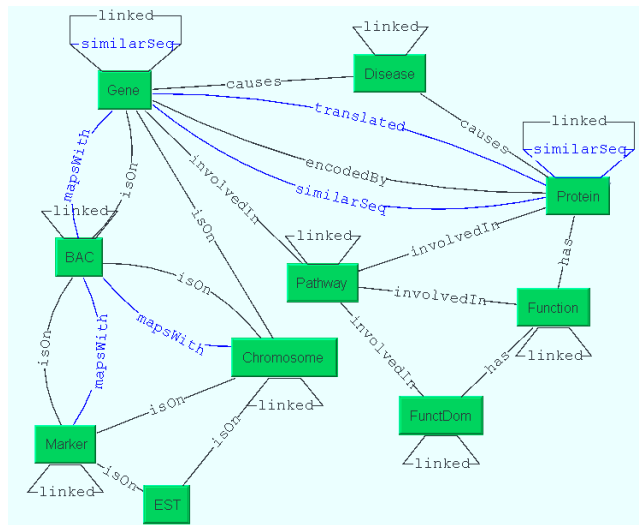 linked
similarSeq
Gene
linked
Disease
causes
causes
translated
encodedBy
similarSeq
linked
similarSeq
Protein
mapsWith
isOn
involvedIn
isOn
linked
BAC
isOn
mapsWith
linked
Pathway
involvedIn
involvedIn
has
Function
linked
isOn
mapsWith
Chromosome
linked
involvedIn
has
FunctDom
linked
isOn
Marker
linked
isOn
isOn
EST